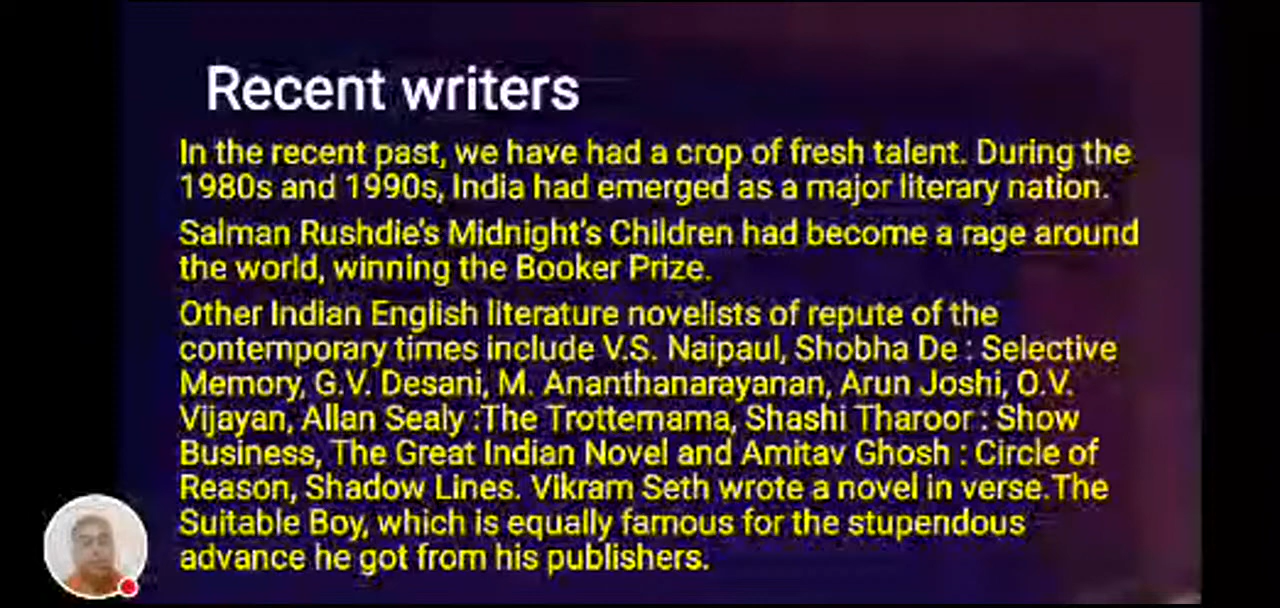 Recent writers
In the recent past, we have had a crop of fresh talent. During the
1980s and 1990s, India had emerged as a major literary nation.
Salman Rushdie's Midnight's Children had become a rage around
the world, winning the Booker Prize.
Other Indian English literature novelists of repute of the
contemporary times include V.S. Naipaul, Shobha De : Selective
Memory, G.V. Desani, M. Ananthanarayanan, Arun Joshi, O.V.
Vijayan, Allan Sealy :The Trotternama, Shashi Tharoor : Show
Business, The Great Indian Novel and Amitav Ghosh : Circle of
Reason, Shadow Lines. Vikram Seth wrote a novel in verse.The
Suitable Boy, which is equally famous for the stupendous
advance he got from his publishers.